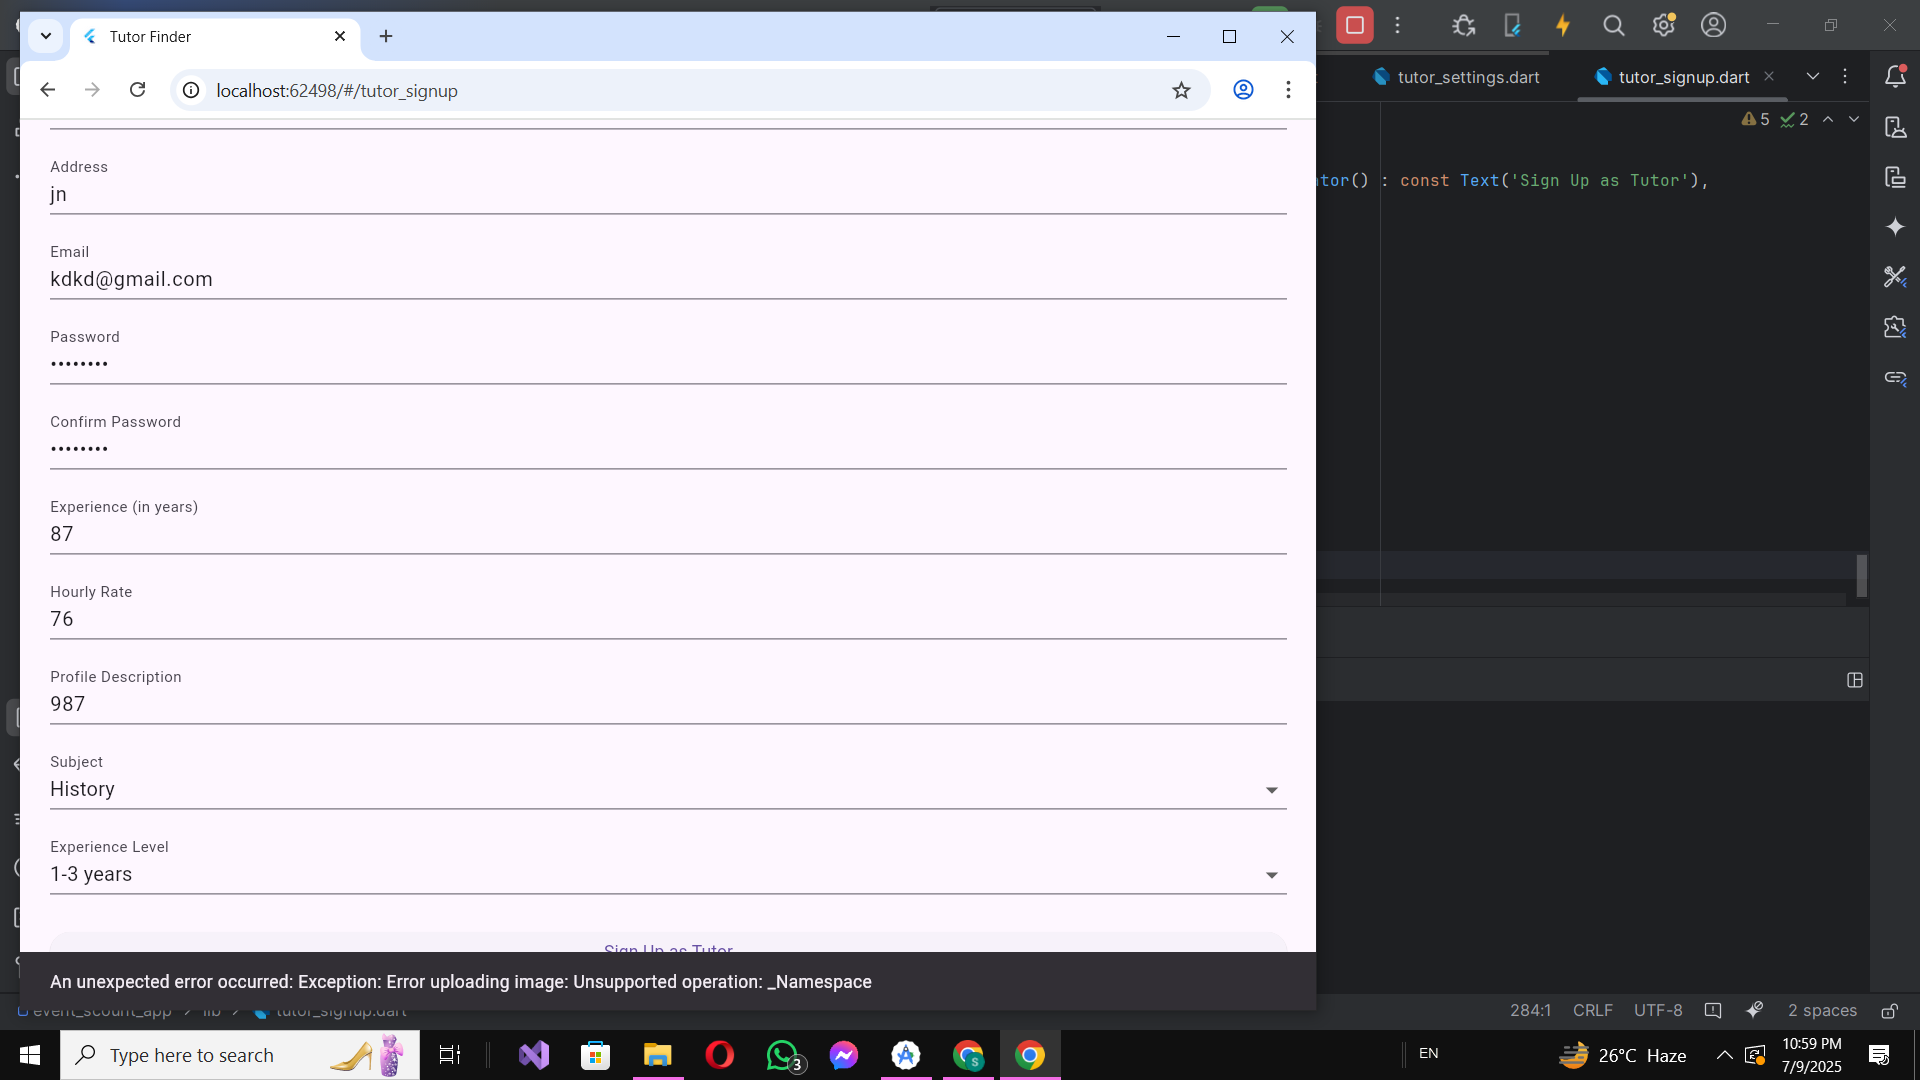 Tutor Finder
localhost:62498/#/tutor_signup
tutor_settings.dart
tutor_signup.dart
5
2
tor() : const Text('Sign Up as Tutor'),
Address
jn
Email
kdkd@gmail.com
Password
••••••••
Confirm Password
••••••••
Experience (in years)
87
Hourly Rate
76
Profile Description
987
Subject
History
Experience Level
1-3 years
Sign Up as Tutor
An unexpected error occurred: Exception: Error uploading image: Unsupported operation: _Namespace
event_scount_app
lib
tutor_signup.dart
284:1
CRLF
UTF-8
2 spaces
Type here to search
3
S
EN
26°C Haze
10:59 PM
7/9/2025